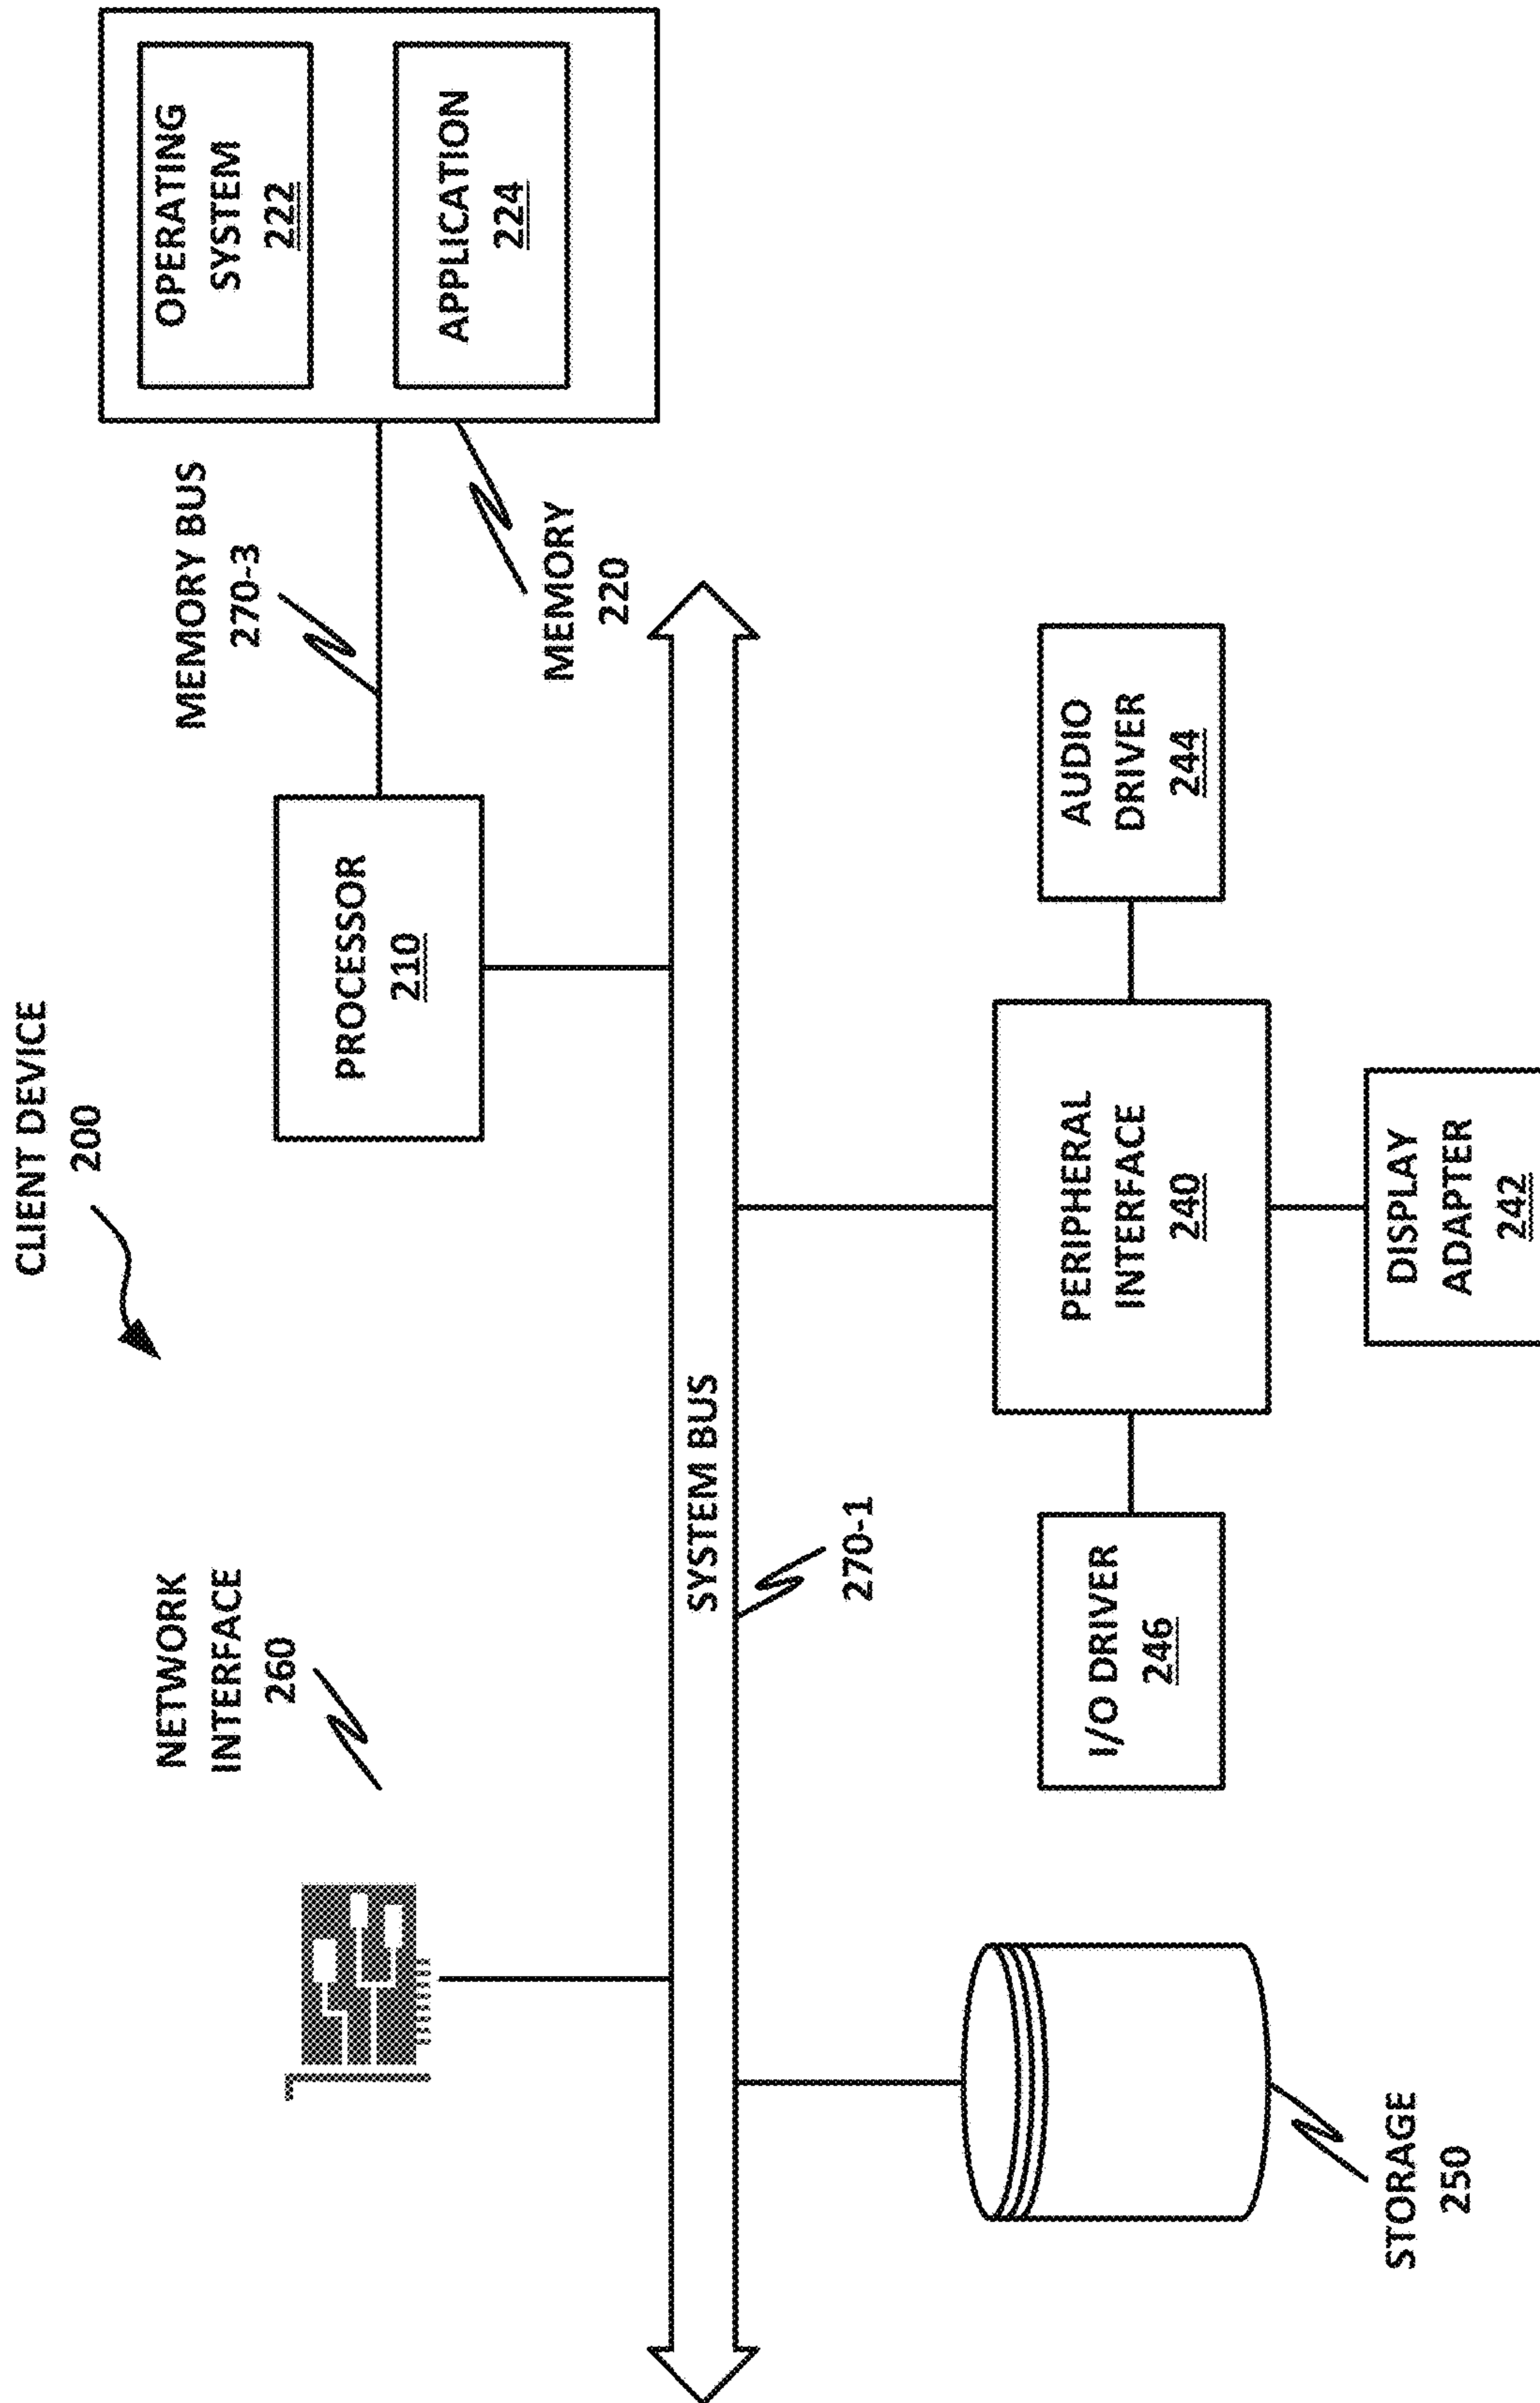 CLIENT DEVICE
200
NETWORK
INTERFACE
260
PROCESSOR
210
MEMORY BUS
270-3
OPERATING
SYSTEM
222
APPLICATION
224
MEMORY
220
SYSTEM BUS
270-1
STORAGE
250
I/O DRIVER
246
PERIPHERAL
INTERFACE
240
AUDIO
DRIVER
244
DISPLAY
ADAPTER
242